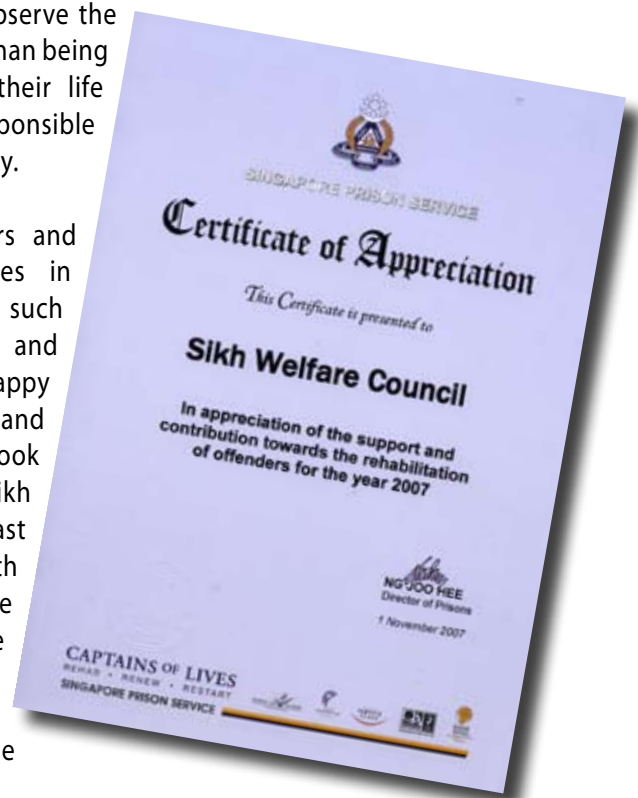 bserve the
nan being
their life
ponsible
y.
rs and
es in
such
and
appy
and
ook
ikh
ast
th
e
e
e
SINGAPORE PRISON SERVICE
Certificate of Appreciation
This Certificate is presented to
Sikh Welfare Council
In appreciation of the support and
contribution towards the rehabilitation
of offenders for the year 2007
NG JOO HEE
Director of Prisons
1 November 2007
CAPTAINS OF LIVES
REHAB • RENEW • RESTART
SINGAPORE PRISON SERVICE